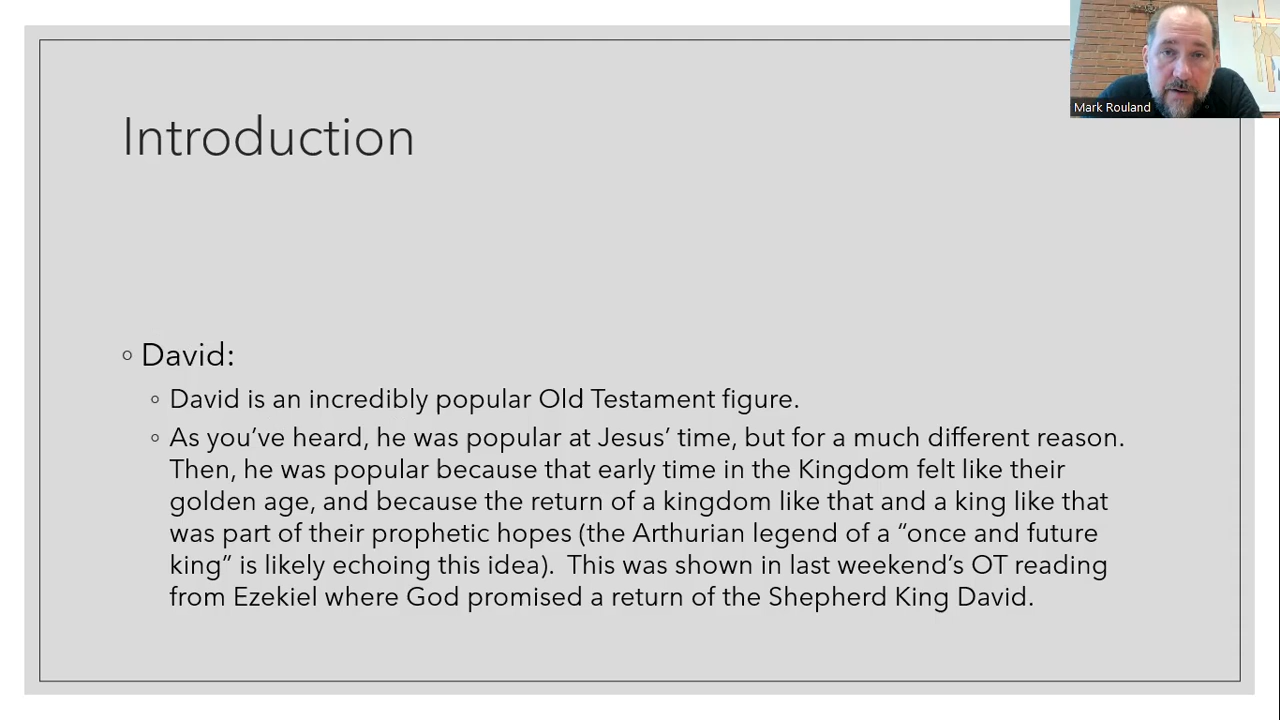 Mark Rouland
Introduction
◦ David:
◦ David is an incredibly popular Old Testament figure.
◦ As you’ve heard, he was popular at Jesus’ time, but for a much different reason.
Then, he was popular because that early time in the Kingdom felt like their
golden age, and because the return of a kingdom like that and a king like that
was part of their prophetic hopes (the Arthurian legend of a “once and future
king” is likely echoing this idea).  This was shown in last weekend’s OT reading
from Ezekiel where God promised a return of the Shepherd King David.